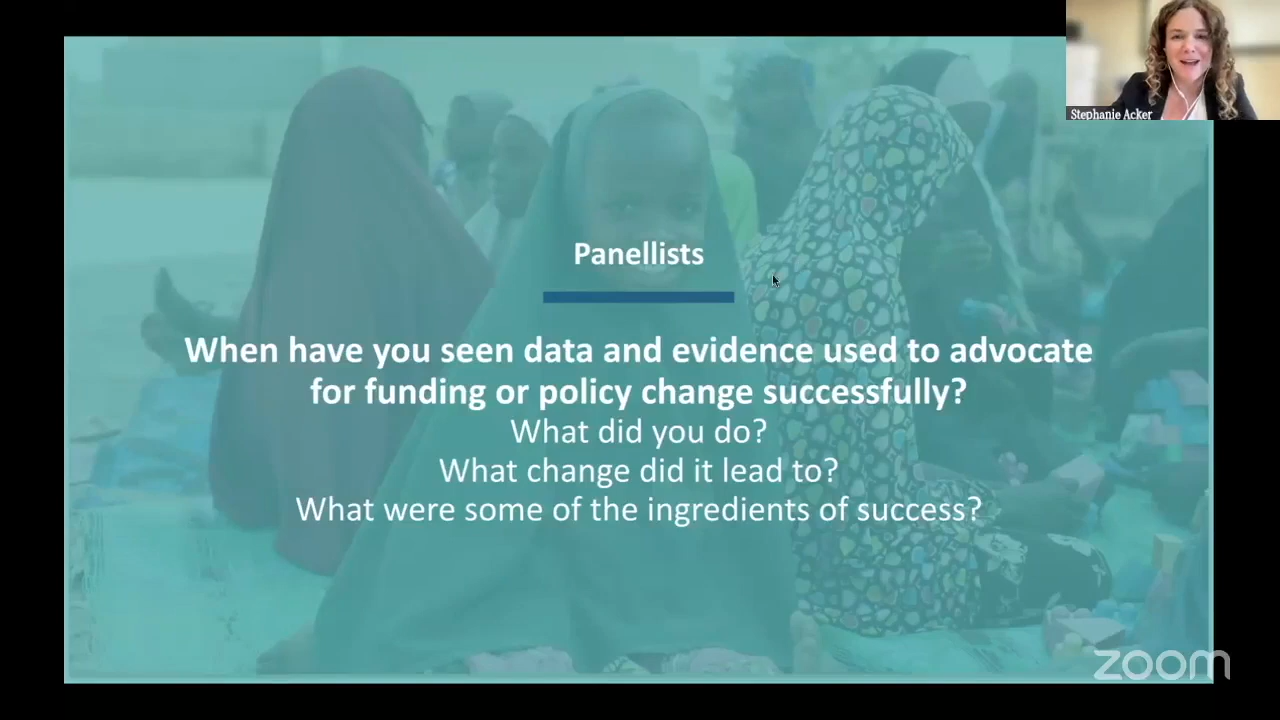 Stephanie Acker
Panellists
When have you seen data and evidence used to advocate
for funding or policy change successfully?
What did you do?
What change did it lead to?
What were some of the ingredients of success?
zoom